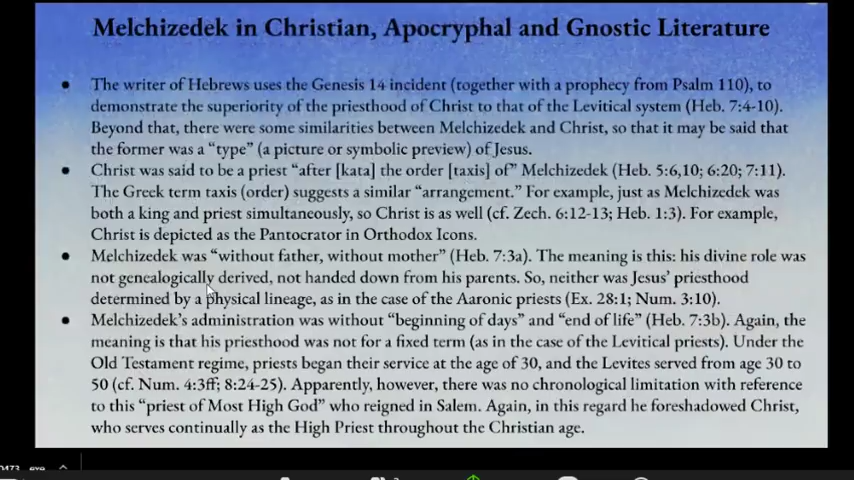 Melchizedek in Christian, Apocryphal and Gnostic Literature
• The writer of Hebrews uses the Genesis 14 incident (together with a prophecy from Psalm 110), to
demonstrate the superiority of the priesthood of Christ to that of the Levitical system (Heb. 7:4-10).
Beyond that, there were some similarities between Melchizedek and Christ, so that it may be said that
the former was a “type” (a picture or symbolic preview) of Jesus.
• Christ was said to be a priest “after [kata] the order [taxis] of” Melchizedek (Heb. 5:6,10; 6:20; 7:11).
The Greek term taxis (order) suggests a similar “arrangement.” For example, just as Melchizedek was
both a king and priest simultaneously, so Christ is as well (cf. Zech. 6:12-13; Heb. 1:3). For example,
Christ is depicted as the Pantocrator in Orthodox Icons.
• Melchizedek was “without father, without mother” (Heb. 7:3a). The meaning is this: his divine role was
not genealogically derived, not handed down from his parents. So, neither was Jesus’ priesthood
determined by a physical lineage, as in the case of the Aaronic priests (Ex. 28:1; Num. 3:10).
• Melchizedek’s administration was without “beginning of days” and “end of life” (Heb. 7:3b). Again, the
meaning is that his priesthood was not for a fixed term (as in the case of the Levitical priests). Under the
Old Testament regime, priests began their service at the age of 30, and the Levites served from age 30 to
50 (cf. Num. 4:3ff; 8:24-25). Apparently, however, there was no chronological limitation with reference
to this “priest of Most High God” who reigned in Salem. Again, in this regard he foreshadowed Christ,
who serves continually as the High Priest throughout the Christian age.